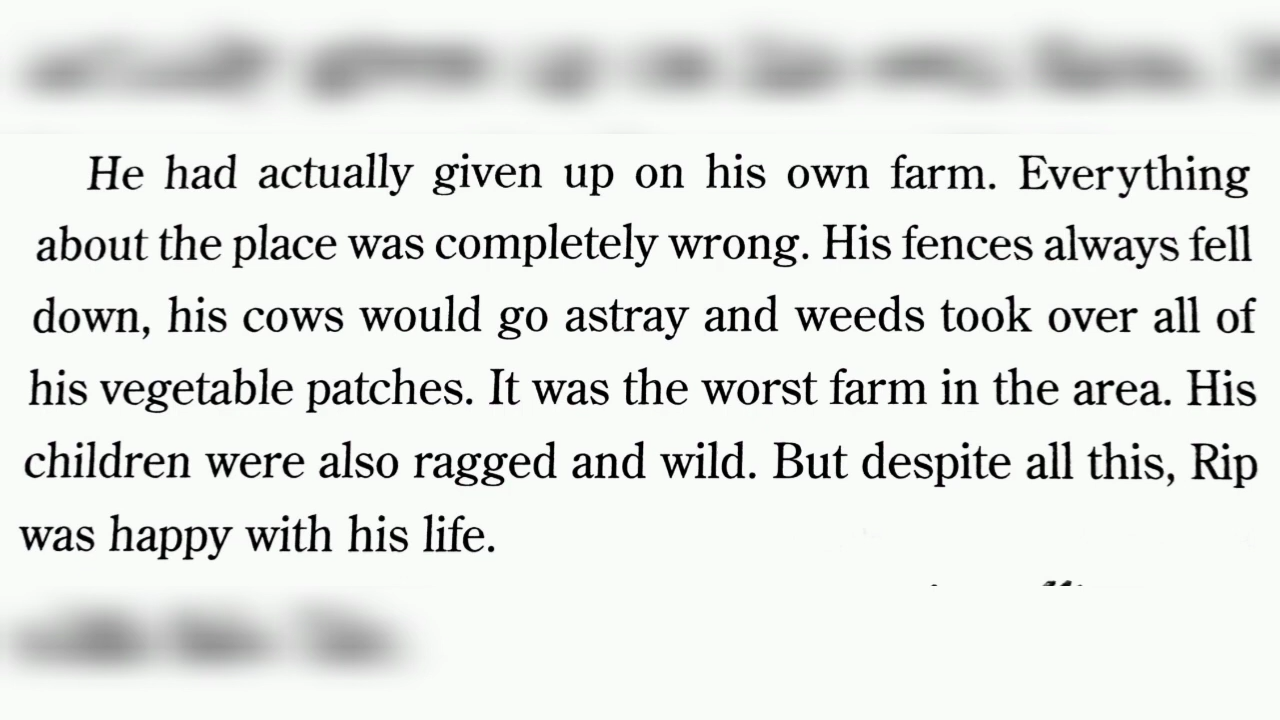 He had actually given up on his own farm. Everything
about the place was completely wrong. His fences always fell
down, his cows would go astray and weeds took over all of
his vegetable patches. It was the worst farm in the area. His
children were also ragged and wild. But despite all this, Rip
was happy with his life.